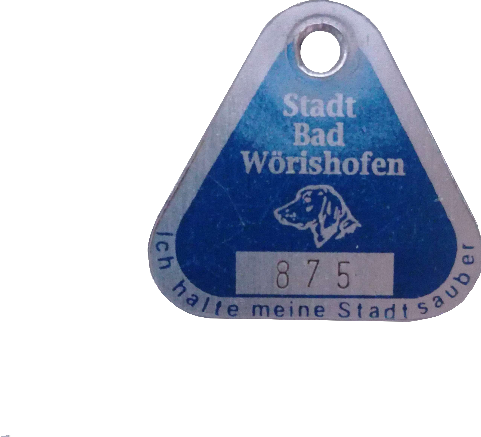 Stadt
Bad
Wörishofen
875
Ich halte meine Stadt sauber